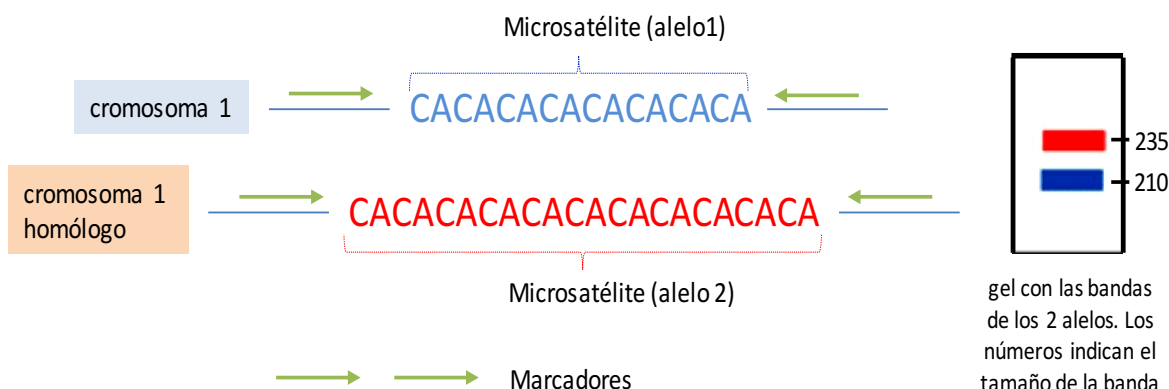 Microsatélite (alelo1)
cromosoma 1
CACACACACACACACA
235
210
cromosoma 1
homólogo
CACACACACACACACACACACA
Microsatélite (alelo 2)
gel con las bandas
de los 2 alelos. Los
números indican el
tamaño de la banda
Marcadores